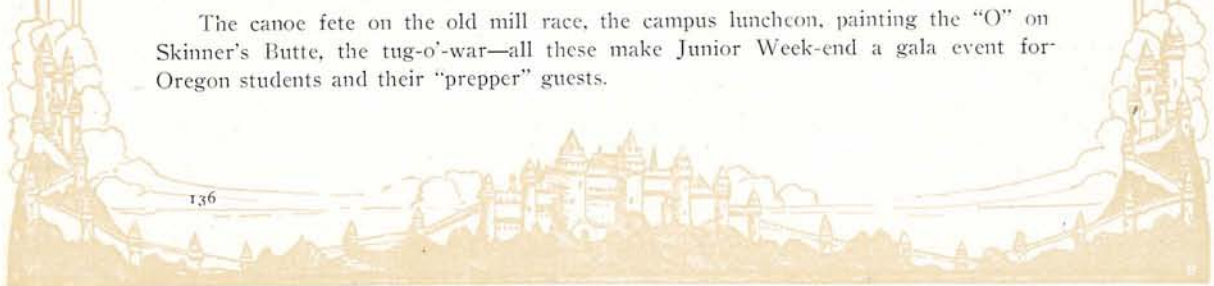 The canoe fete on the old mill race, the campus luncheon, painting the “O” on
Skinner’s Butte, the tug-o’-war—all these make Junior Week-end a gala event for-
Oregon students and their “prepper” guests.
136